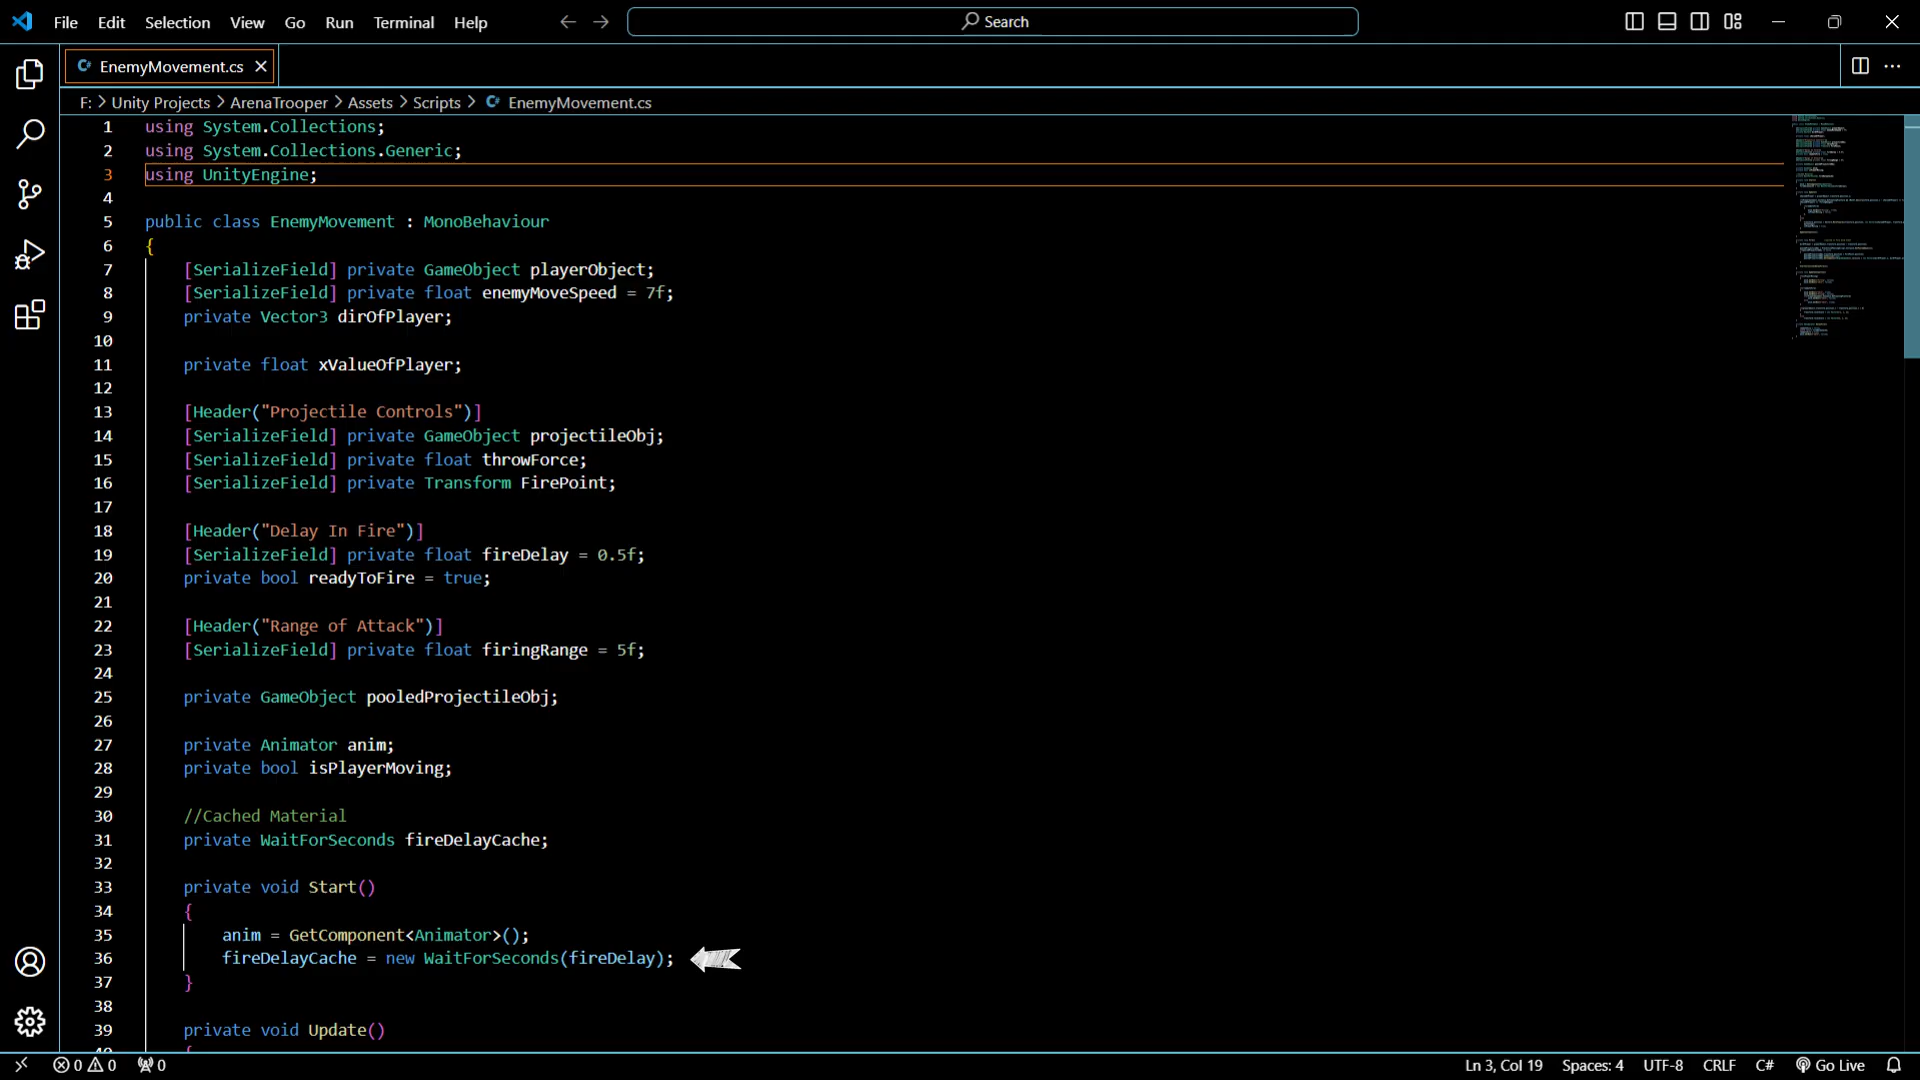 File Edit Selection View Go Run Terminal Help Search
EnemyMovement.cs
F: > Unity Projects > ArenaTrooper > Assets > Scripts > EnemyMovement.cs
1 using System.Collections;
2 using System.Collections.Generic;
3 using UnityEngine;
4
5 public class EnemyMovement : MonoBehaviour
6 {
7 [SerializeField] private GameObject playerObject;
8 [SerializeField] private float enemyMoveSpeed = 7f;
9 private Vector3 dirOfPlayer;
10
11 private float xValueOfPlayer;
12
13 [Header("Projectile Controls")]
14 [SerializeField] private GameObject projectileObj;
15 [SerializeField] private float throwForce;
16 [SerializeField] private Transform FirePoint;
17
18 [Header("Delay In Fire")]
19 [SerializeField] private float fireDelay = 0.5f;
20 private bool readyToFire = true;
21
22 [Header("Range of Attack")]
23 [SerializeField] private float firingRange = 5f;
24
25 private GameObject pooledProjectileObj;
26
27 private Animator anim;
28 private bool isPlayerMoving;
29
30 //Cached Material
31 private WaitForSeconds fireDelayCache;
32
33 private void Start()
34 {
35 anim = GetComponent<Animator>();
36 fireDelayCache = new WaitForSeconds(fireDelay);
37 }
38
39 private void Update()
0 0 0 Ln 3, Col 19 Spaces: 4 UTF-8 CRLF C# Go Live